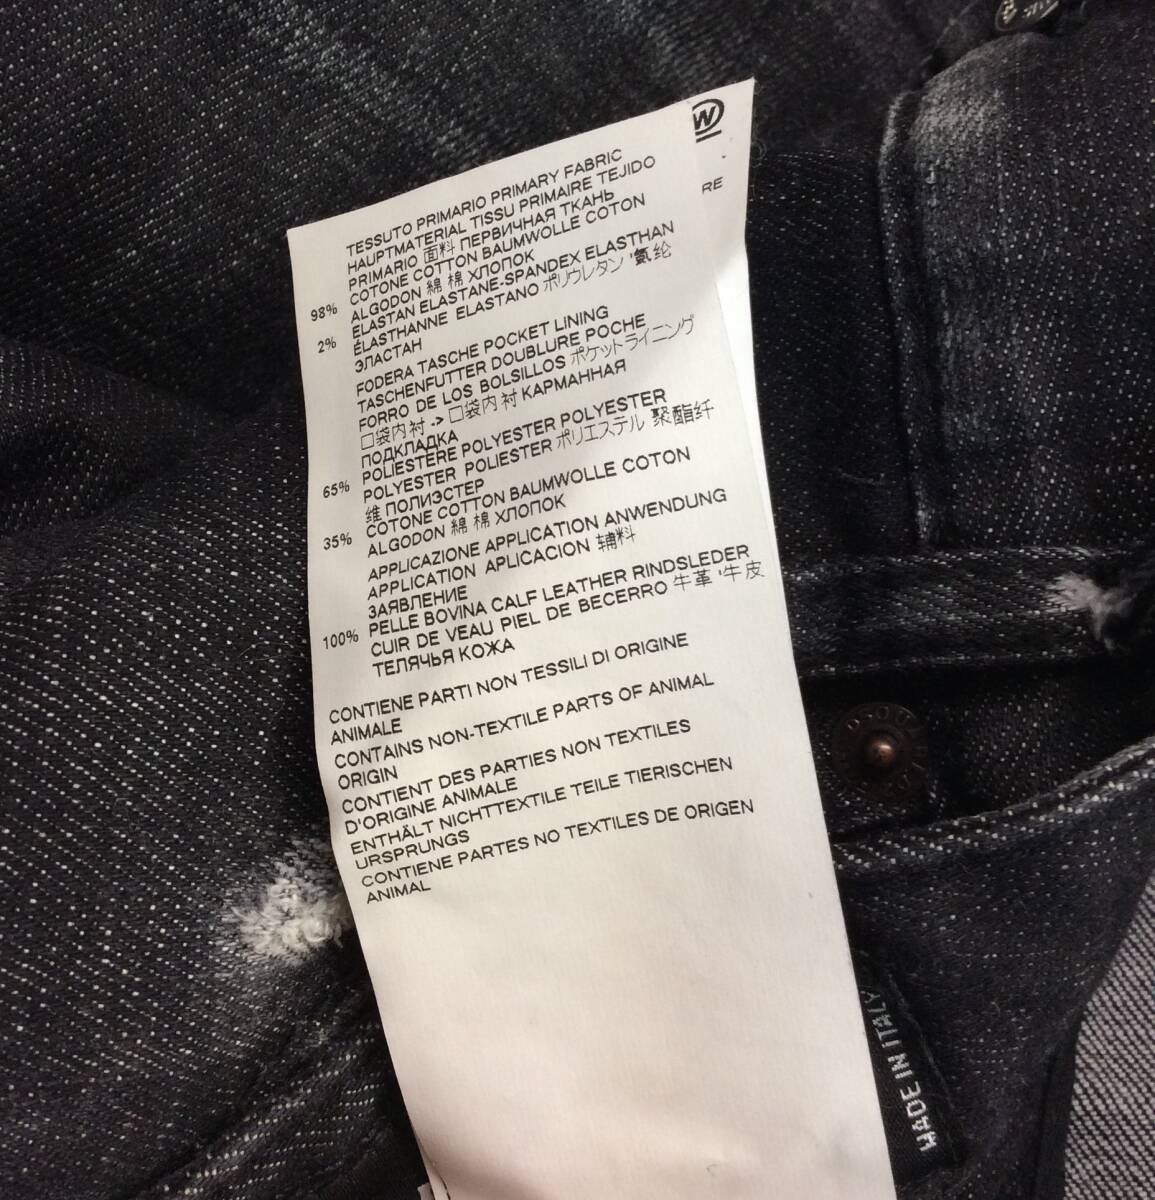 W
RE
TESSUTO PRIMARIO PRIMARY FABRIC
HAUPTMATERIAL TISSU PRIMAIRE TEJIDO
PRIMARIO 面料 ПЕРВИЧНАЯ ТКАНЬ
98% COTONE COTTON BAUMWOLLE COTON
ALGODON 綿 棉 ХЛОПОК
2% ELASTAN ELASTANE-SPANDEX ELASTHAN
ÉLASTHANNE ELASTANO ポリウレタン '氨纶
ЭЛАСТАН
FODERA TASCHE POCKET LINING
TASCHENFUTTER DOUBLURE POCHE
FORRO DE LOS BOLSILLOS ポケットライニング
口袋内衬 -> 口袋内衬 КАРМАННАЯ
ПОДКЛАДКА
65% POLIESTERE POLYESTER POLYESTER
POLYESTER POLIESTER ポリエステル 聚酯纤
维 ПОЛИЭСТЕР
35% COTONE COTTON BAUMWOLLE COTON
ALGODON 綿 棉 ХЛОПОК
APPLICAZIONE APPLICATION ANWENDUNG
APPLICATION APLICACION 辅料
ЗАЯВЛЕНИЕ
100% PELLE BOVINA CALF LEATHER RINDSLEDER
CUIR DE VEAU PIEL DE BECERRO 牛革 '牛皮
ТЕЛЯЧЬЯ КОЖА
CONTIENE PARTI NON TESSILI DI ORIGINE
ANIMALE
CONTAINS NON-TEXTILE PARTS OF ANIMAL
ORIGIN
CONTIENT DES PARTIES NON TEXTILES
D'ORIGINE ANIMALE
ENTHÄLT NICHTTEXTILE TEILE TIERISCHEN
URSPRUNGS
CONTIENE PARTES NO TEXTILES DE ORIGEN
ANIMAL
MADE IN ITALY